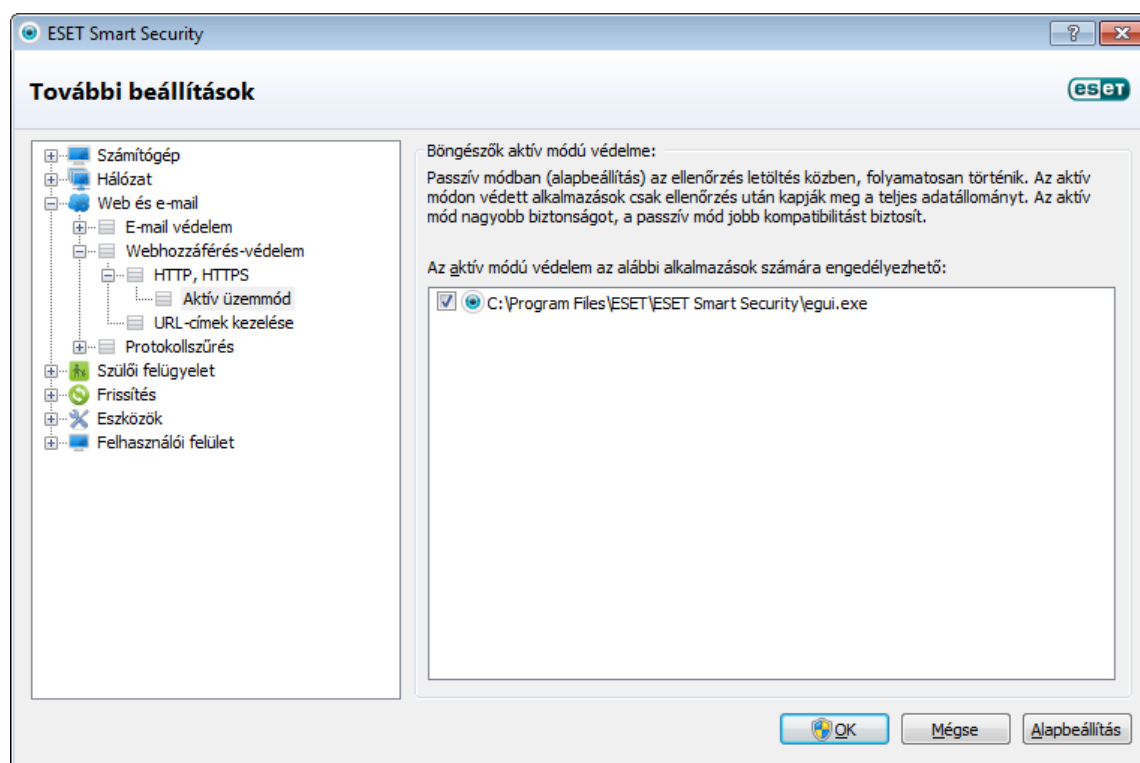 ESET Smart Security
További beállítások
eset
Számítógép
Hálózat
Web és e-mail
E-mail védelem
Webhozzáférés-védelem
HTTP, HTTPS
Aktív üzemmód
URL-címek kezelése
Protokollszűrés
Szülői felügyelet
Frissítés
Eszközök
Felhasználói felület
Böngészők aktív módú védelme:
Passzív módban (alapbeállítás) az ellenőrzés letöltés közben, folyamatosan történik. Az aktív
módon védett alkalmazások csak ellenőrzés után kapják meg a teljes adatállományt. Az aktív
mód nagyobb biztonságot, a passzív mód jobb kompatibilitást biztosít.
Az aktív módú védelem az alábbi alkalmazások számára engedélyezhető:
C:\Program Files\ESET\ESET Smart Security\egui.exe
OK
Mégse
Alapbeállítás